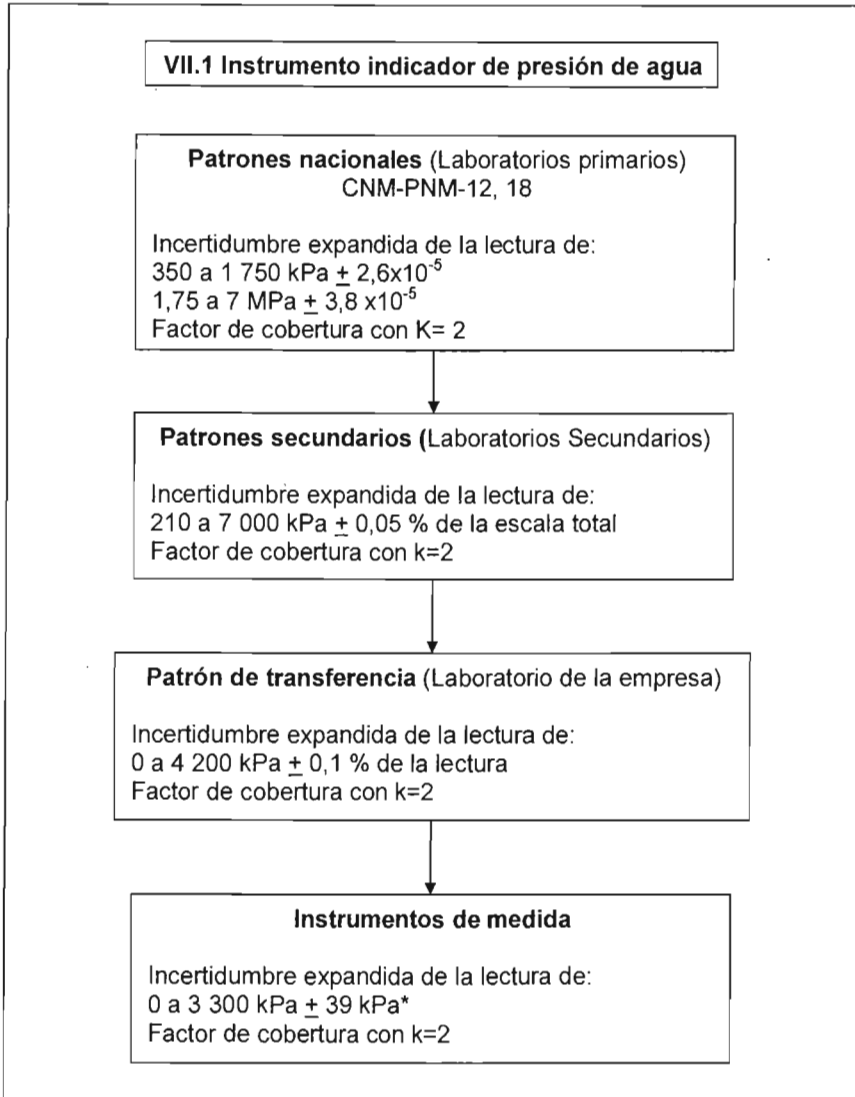 VII.1 Instrumento indicador de presión de agua
Patrones nacionales (Laboratorios primarios)
CNM-PNM-12, 18
Incertidumbre expandida de la lectura de:
350 a 1 750 kPa ± 2,6x10⁻⁵
1,75 a 7 MPa ± 3,8 x10⁻⁵
Factor de cobertura con K= 2
Patrones secundarios (Laboratorios Secundarios)
Incertidumbre expandida de la lectura de:
210 a 7 000 kPa ± 0,05 % de la escala total
Factor de cobertura con k=2
Patrón de transferencia (Laboratorio de la empresa)
Incertidumbre expandida de la lectura de:
0 a 4 200 kPa ± 0,1 % de la lectura
Factor de cobertura con k=2
Instrumentos de medida
Incertidumbre expandida de la lectura de:
0 a 3 300 kPa ± 39 kPa*
Factor de cobertura con k=2